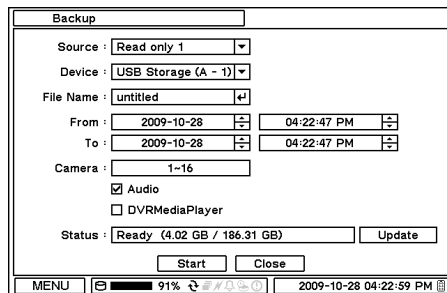 Backup
Source : Read only 1
Device : USB Storage (A - 1)
File Name : untitled
From : 2009-10-28 04:22:47 PM
To : 2009-10-28 04:22:47 PM
Camera : 1~16
Audio
DVRMediaPlayer
Status : Ready (4.02 GB / 186.31 GB) Update
Start Close
MENU 91% 2009-10-28 04:22:59 PM